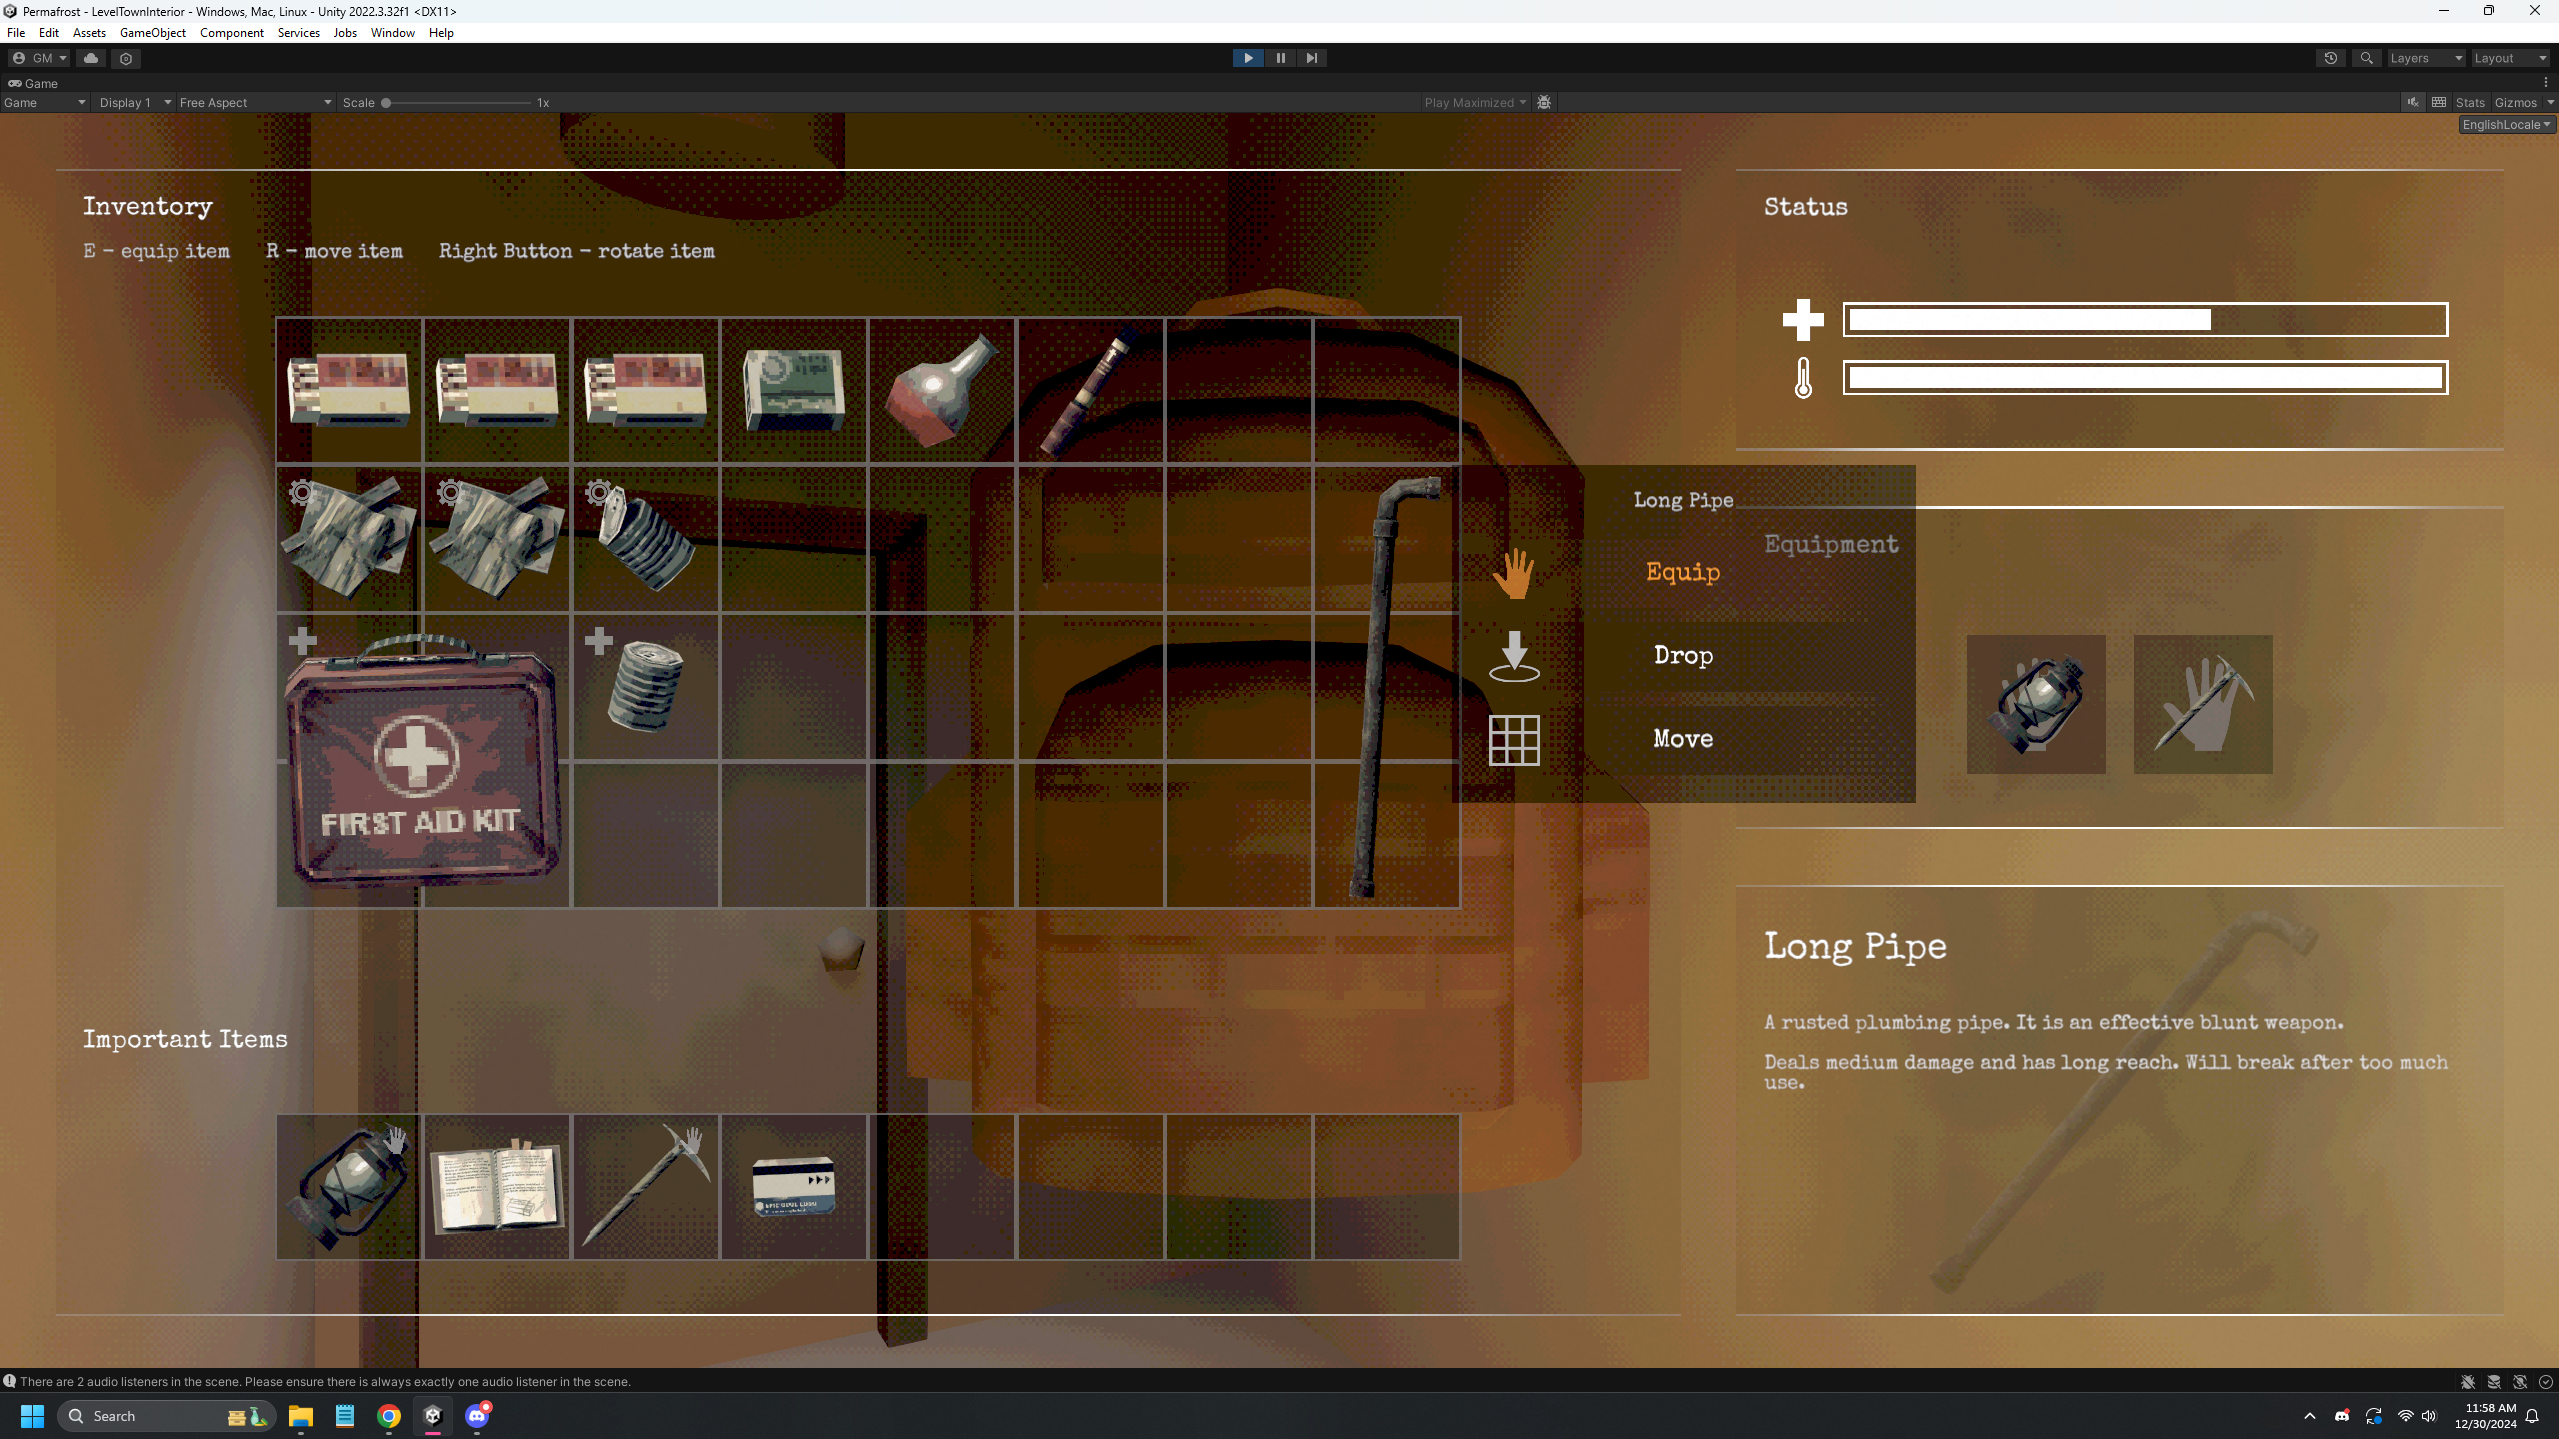 Permafrost - LevelTownInterior - Windows, Mac, Linux - Unity 2022.3.32f1 <DX11>
File Edit Assets GameObject Component Services Jobs Window Help
GM Layers Layout
Game
Game Display 1 Free Aspect Scale 1x Play Maximized Stats Gizmos
EnglishLocale
Inventory
E - equip item R - move item Right Button - rotate item
Status
Long Pipe
Equipment
Equip
Drop
Move
FIRST AID KIT
Long Pipe
A rusted plumbing pipe. It is an effective blunt weapon.
Deals medium damage and has long reach. Will break after too much
use.
Important Items
There are 2 audio listeners in the scene. Please ensure there is always exactly one audio listener in the scene.
Search
11:58 AM
12/30/2024